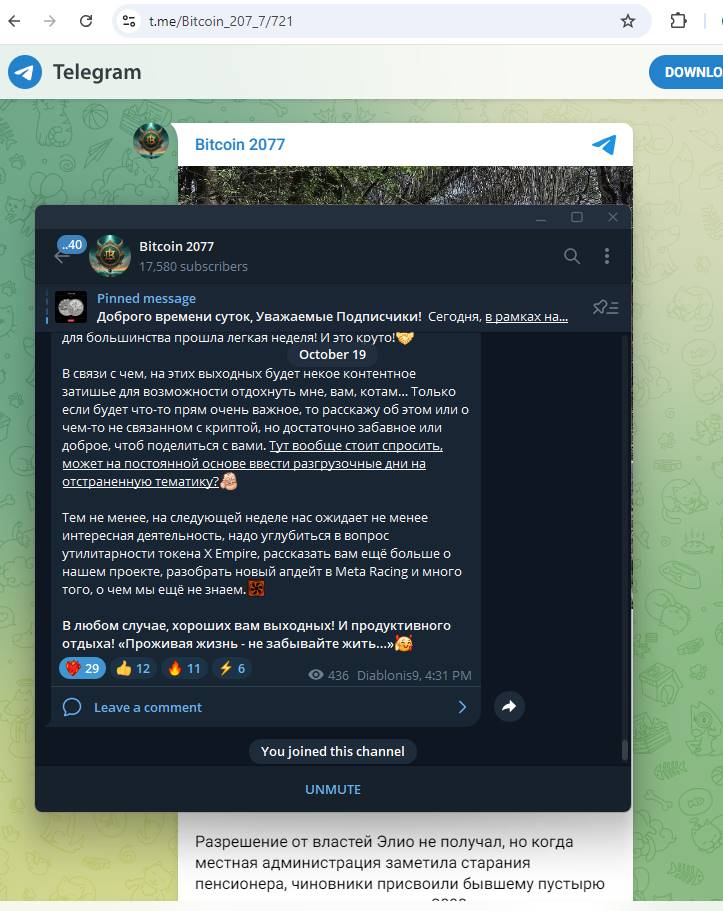 t.me/Bitcoin_207_7/721
Telegram
DOWNLO
Bitcoin 2077
..40
Bitcoin 2077
17,580 subscribers
Pinned message
Доброго времени суток, Уважаемые Подписчики! Сегодня, в рамках на...
для большинства прошла легкая неделя! И это круто!🤝
October 19
В связи с чем, на этих выходных будет некое контентное
затишье для возможности отдохнуть мне, вам, котам... Только
если будет что-то прям очень важное, то расскажу об этом или о
чем-то не связанном с криптой, но достаточно забавное или
доброе, чтоб поделиться с вами. Тут вообще стоит спросить,
может на постоянной основе ввести разгрузочные дни на
отстраненную тематику?
Тем не менее, на следующей неделе нас ожидает не менее
интересная деятельность, надо углубиться в вопрос
утилитарности токена X Empire, рассказать вам ещё больше о
нашем проекте, разобрать новый апдейт в Meta Racing и много
того, о чем мы ещё не знаем.
В любом случае, хороших вам выходных! И продуктивного
отдыха! «Проживая жизнь - не забывайте жить...»🥰
❤️ 29 👍 12 🔥 11 ⚡ 6
436 Diablonis9, 4:31 PM
Leave a comment
You joined this channel
UNMUTE
Разрешение от властей Элио не получал, но когда
местная администрация заметила старания
пенсионера, чиновники присвоили бывшему пустырю